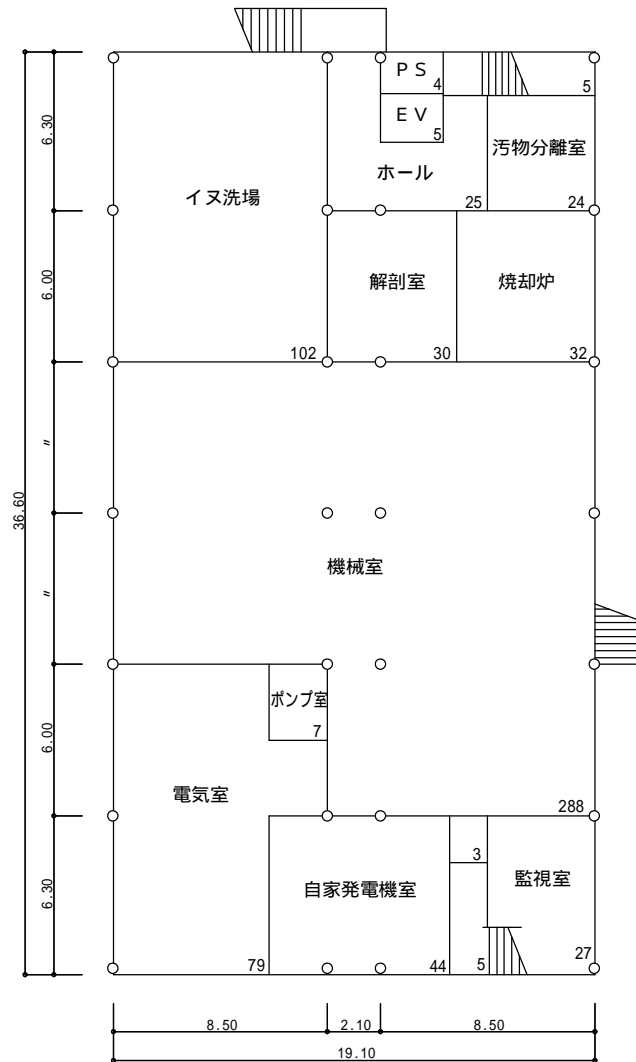 ＰＳ
4
5
ＥＶ
5
汚物分離室
ホール
イヌ洗場
25
24
6.30
解剖室
焼却炉
6.00
102
30
32
〃
36.60
機械室
〃
ポンプ室
7
6.00
電気室
288
3
自家発電機室
監視室
6.30
79
44
5
27
8.50
2.10
8.50
19.10